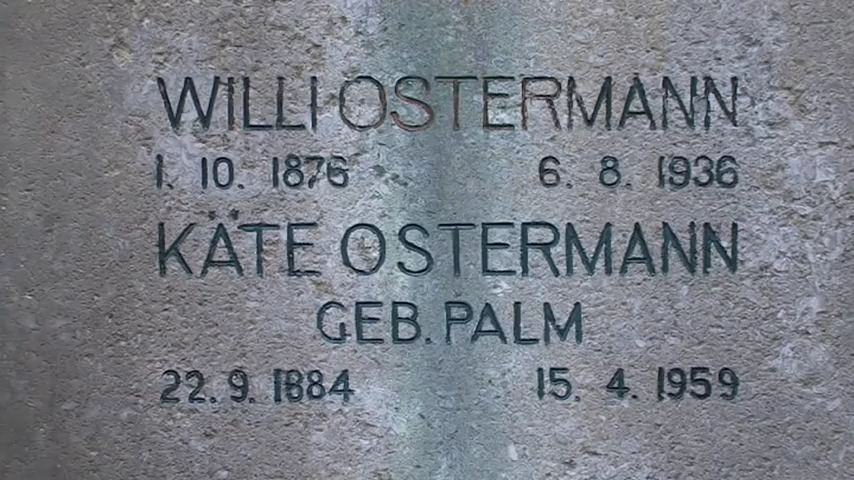 WILLI OSTERMANN
1. 10. 1876 6. 8. 1936
KÄTE OSTERMANN
GEB. PALM
22. 9. 1884 15. 4. 1959